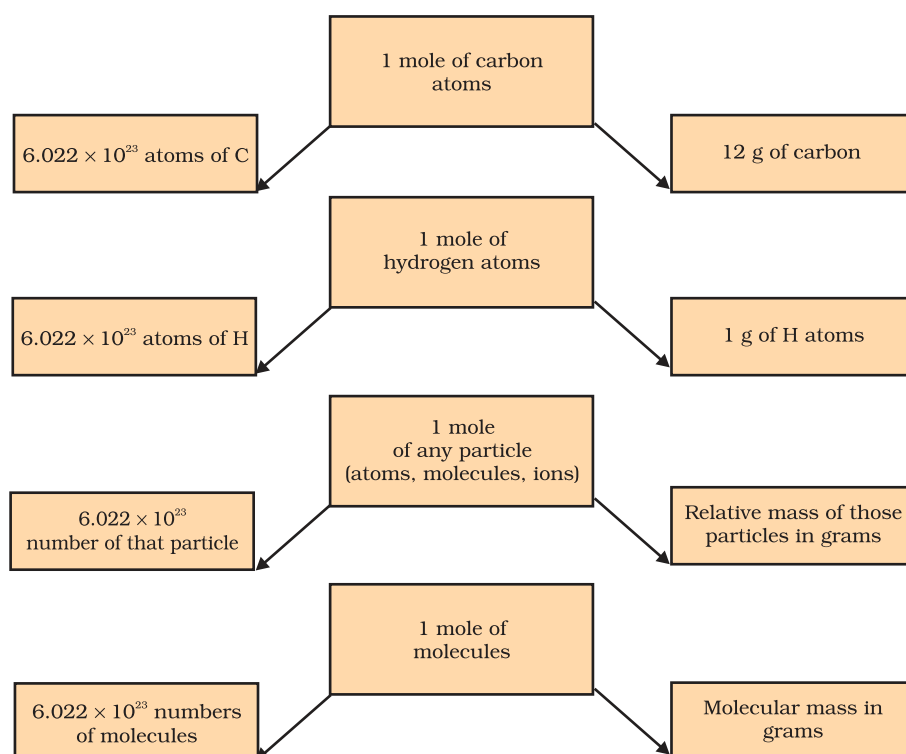 1 mole of carbon
atoms
6.022 × 10²³ atoms of C
12 g of carbon
1 mole of
hydrogen atoms
6.022 × 10²³ atoms of H
1 g of H atoms
1 mole
of any particle
(atoms, molecules, ions)
6.022 × 10²³
number of that particle
Relative mass of those
particles in grams
1 mole of
molecules
6.022 × 10²³ numbers
of molecules
Molecular mass in
grams